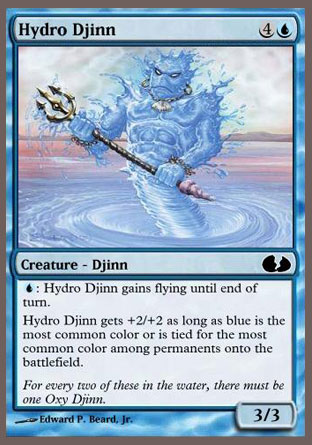 Hydro Djinn 4
Creature - Djinn
: Hydro Djinn gains flying until end of
turn.
Hydro Djinn gets +2/+2 as long as blue is the
most common color or is tied for the most
common color among permanents onto the
battlefield.
For every two of these in the water, there must be
one Oxy Djinn.
Edward P. Beard, Jr.
3/3